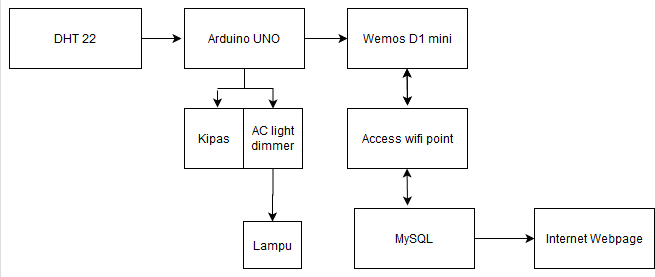 DHT 22
Arduino UNO
Wemos D1 mini
Kipas
AC light
dimmer
Access wifi point
Lampu
MySQL
Internet Webpage